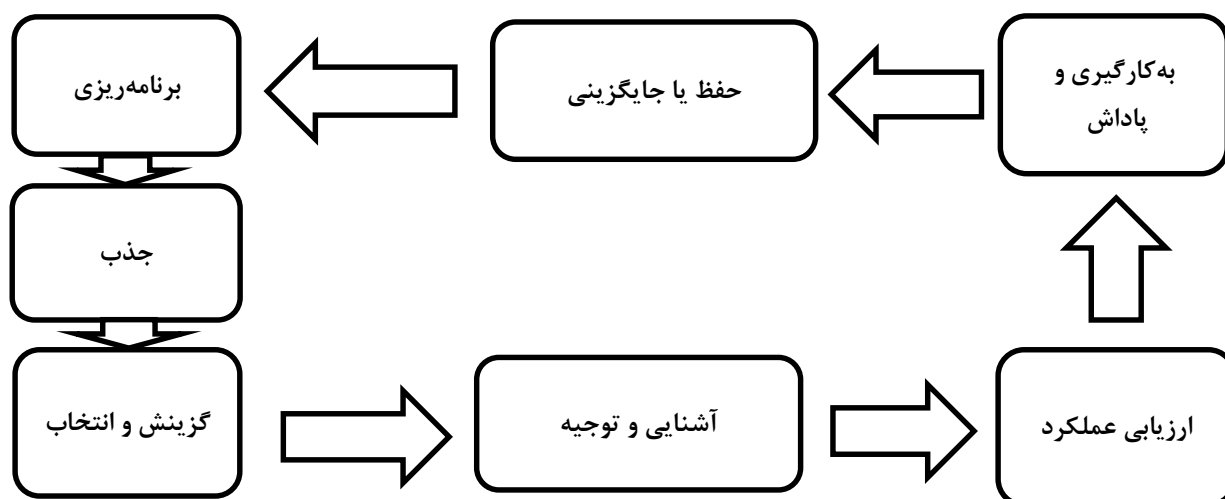 به‌کارگیری و
پاداش
حفظ یا جایگزینی
برنامه‌ریزی
جذب
گزینش و انتخاب
آشنایی و توجیه
ارزیابی عملکرد